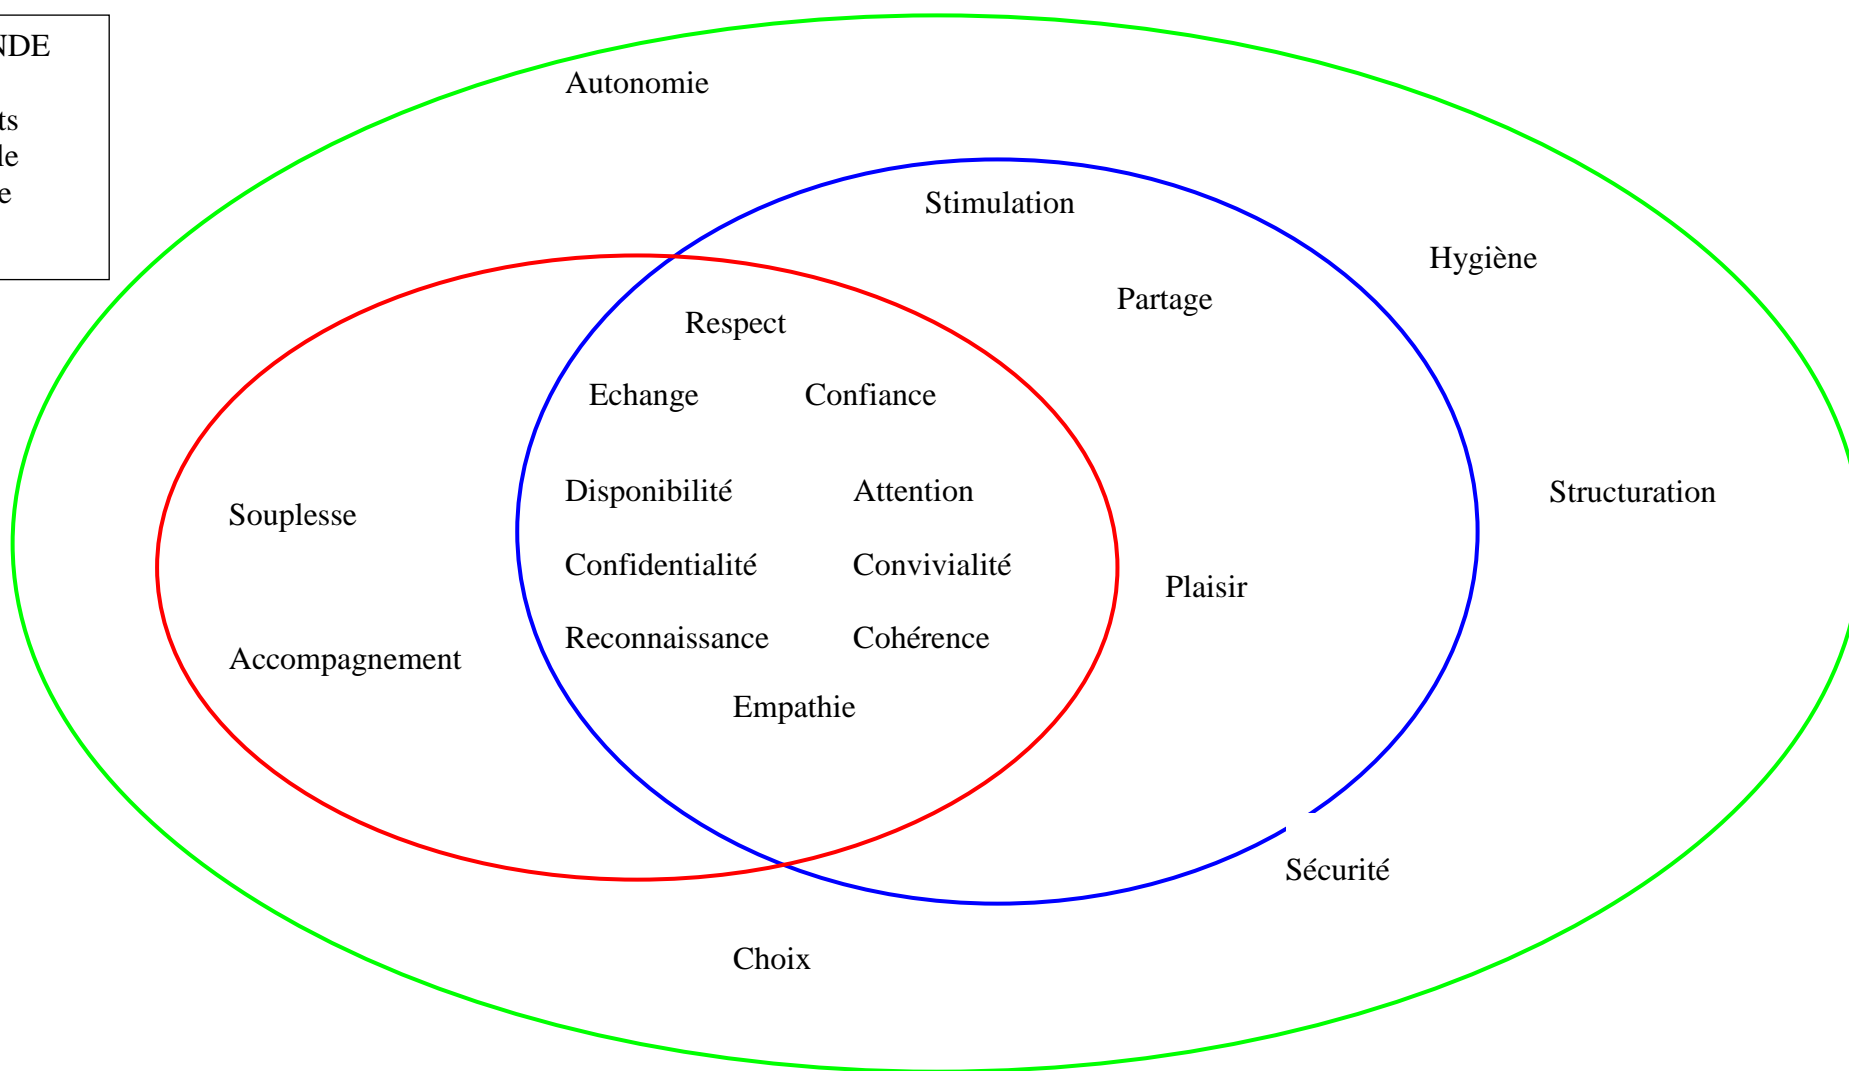 NDE
ts
le
e
Autonomie
Stimulation
Hygiène
Partage
Respect
Echange Confiance
Disponibilité Attention
Structuration
Souplesse
Confidentialité Convivialité
Plaisir
Reconnaissance Cohérence
Accompagnement
Empathie
Sécurité
Choix